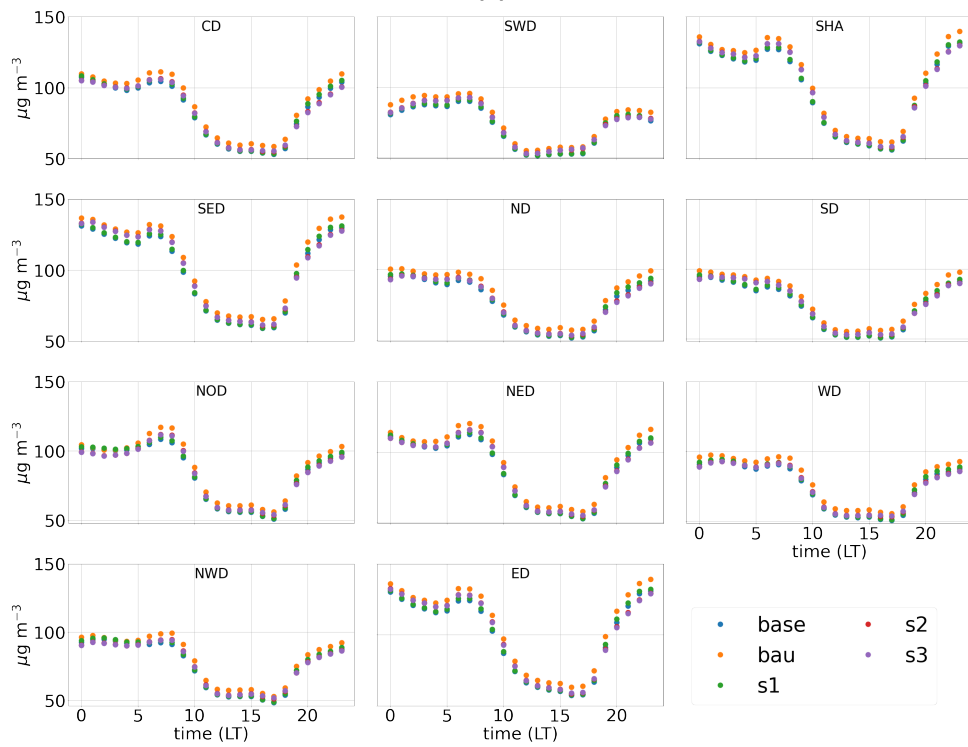 CD
SWD
SHA
150
100
50
μg m⁻³
SED
ND
SD
150
100
50
μg m⁻³
NOD
NED
WD
150
100
50
μg m⁻³
0 5 10 15 20
time (LT)
NWD
ED
150
100
50
μg m⁻³
0 5 10 15 20
time (LT)
0 5 10 15 20
time (LT)
base
bau
s1
s2
s3